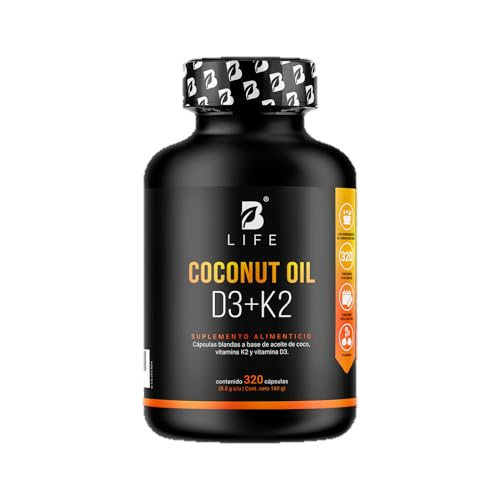 B®
LIFE
COCONUT OIL
D3+K2
SUPLEMENTO ALIMENTICIO
Cápsulas blandas a base de aceite de coco,
vitamina K2 y vitamina D3.
contenido 320 cápsulas
(0.5 g c/u | Cont. neto 160 g)
320